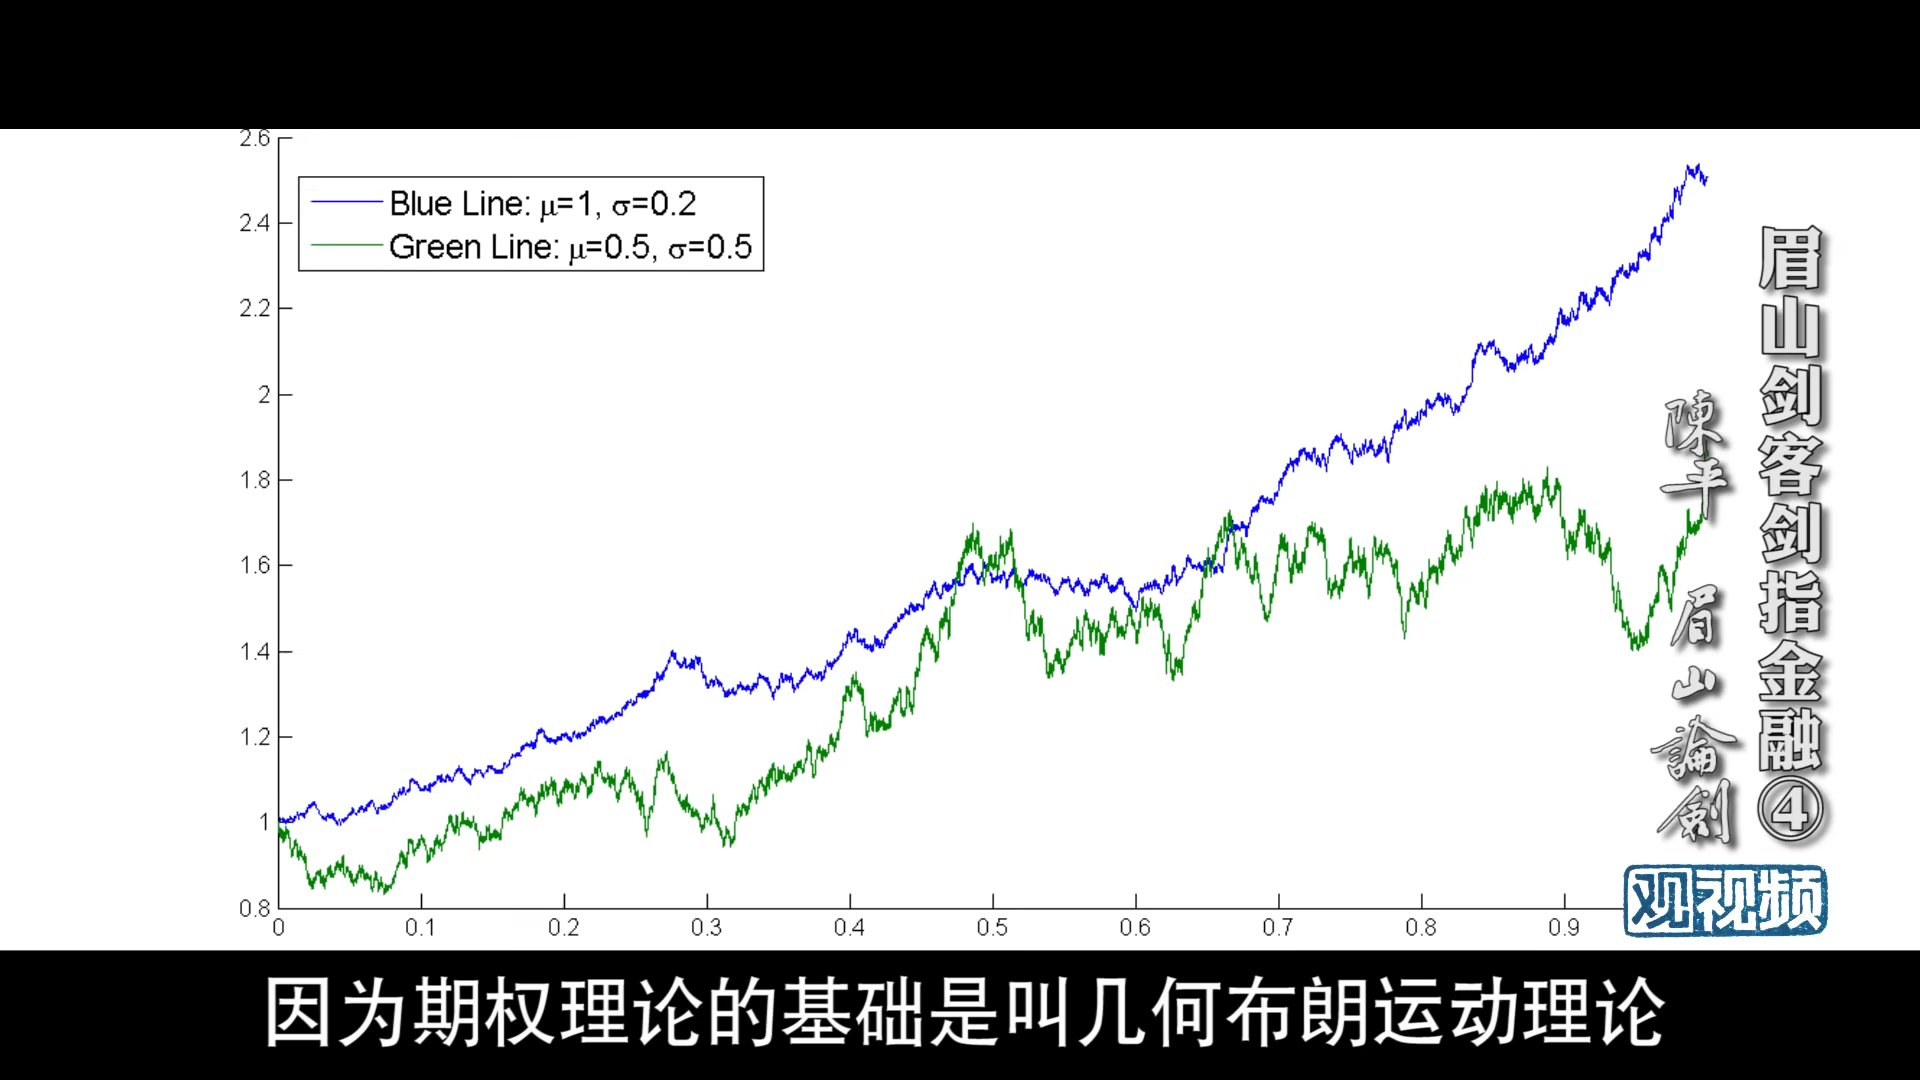 2.6
2.4
2.2
2
1.8
1.6
1.4
1.2
1
0.8
Blue Line: μ=1, σ=0.2
Green Line: μ=0.5, σ=0.5
0 0.1 0.2 0.3 0.4 0.5 0.6 0.7 0.8 0.9
眉山剑客剑指金融④
陳平 眉山論劍
观视频
因为期权理论的基础是叫几何布朗运动理论